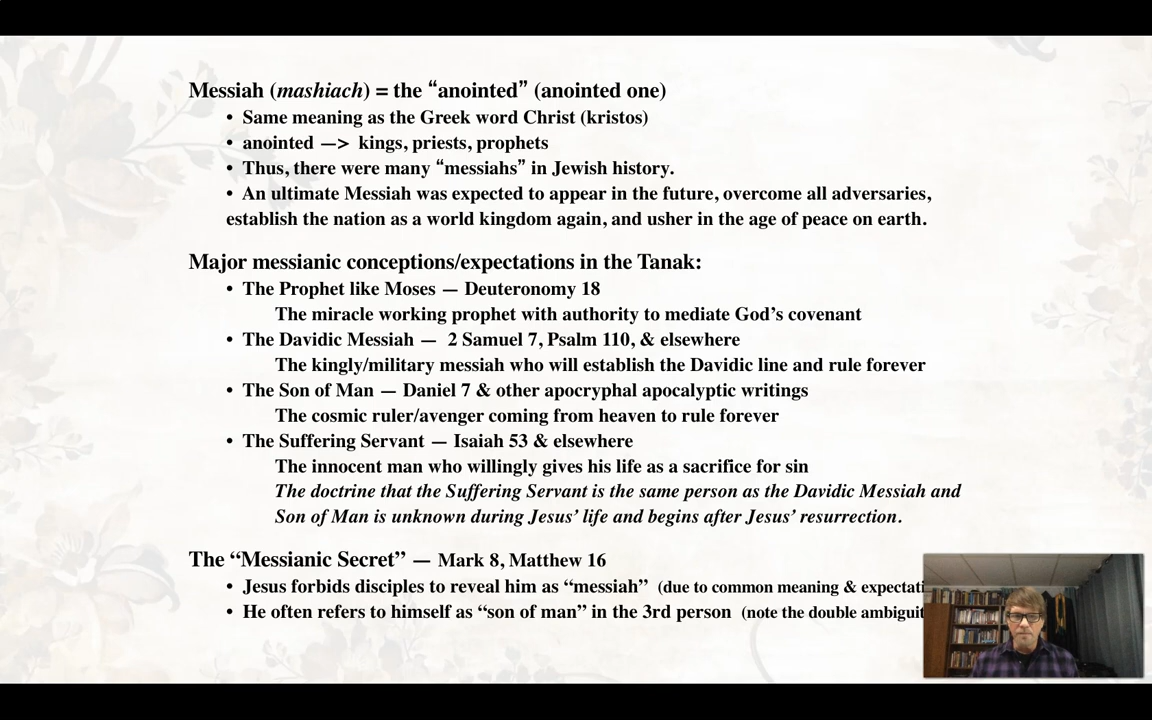 Messiah (mashiach) = the “anointed” (anointed one)
• Same meaning as the Greek word Christ (kristos)
• anointed —> kings, priests, prophets
• Thus, there were many “messiahs” in Jewish history.
• An ultimate Messiah was expected to appear in the future, overcome all adversaries,
establish the nation as a world kingdom again, and usher in the age of peace on earth.
Major messianic conceptions/expectations in the Tanak:
• The Prophet like Moses — Deuteronomy 18
The miracle working prophet with authority to mediate God’s covenant
• The Davidic Messiah — 2 Samuel 7, Psalm 110, & elsewhere
The kingly/military messiah who will establish the Davidic line and rule forever
• The Son of Man — Daniel 7 & other apocryphal apocalyptic writings
The cosmic ruler/avenger coming from heaven to rule forever
• The Suffering Servant — Isaiah 53 & elsewhere
The innocent man who willingly gives his life as a sacrifice for sin
The doctrine that the Suffering Servant is the same person as the Davidic Messiah and
Son of Man is unknown during Jesus’ life and begins after Jesus’ resurrection.
The “Messianic Secret” — Mark 8, Matthew 16
• Jesus forbids disciples to reveal him as “messiah” (due to common meaning & expectati
• He often refers to himself as “son of man” in the 3rd person (note the double ambiguit